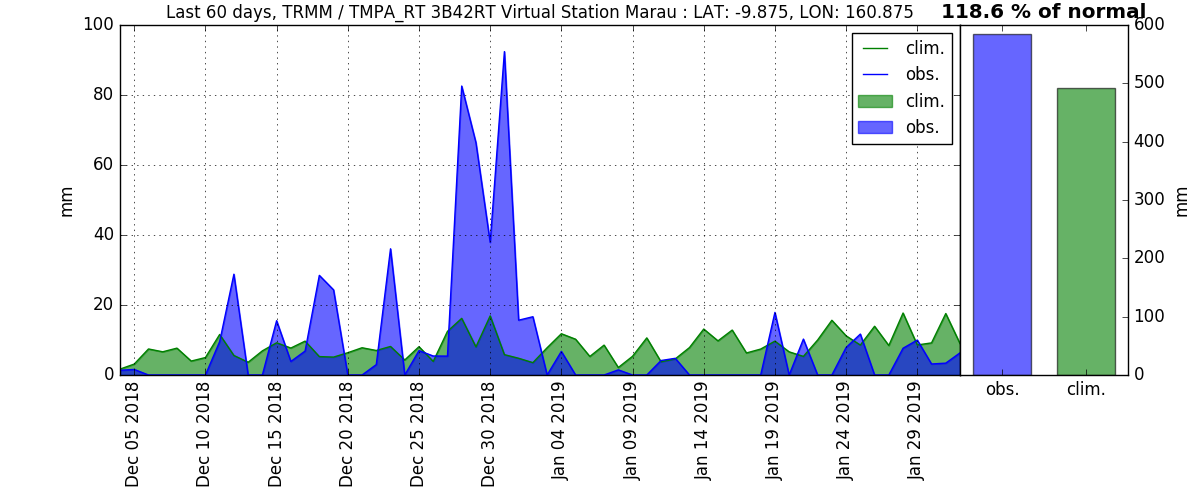 Last 60 days, TRMM / TMPA_RT 3B42RT Virtual Station Marau : LAT: -9.875, LON: 160.875
118.6 % of normal
100
80
60
40
20
0
mm
clim.
obs.
clim.
obs.
600
500
400
300
200
100
0
mm
Dec 05 2018
Dec 10 2018
Dec 15 2018
Dec 20 2018
Dec 25 2018
Dec 30 2018
Jan 04 2019
Jan 09 2019
Jan 14 2019
Jan 19 2019
Jan 24 2019
Jan 29 2019
obs.
clim.